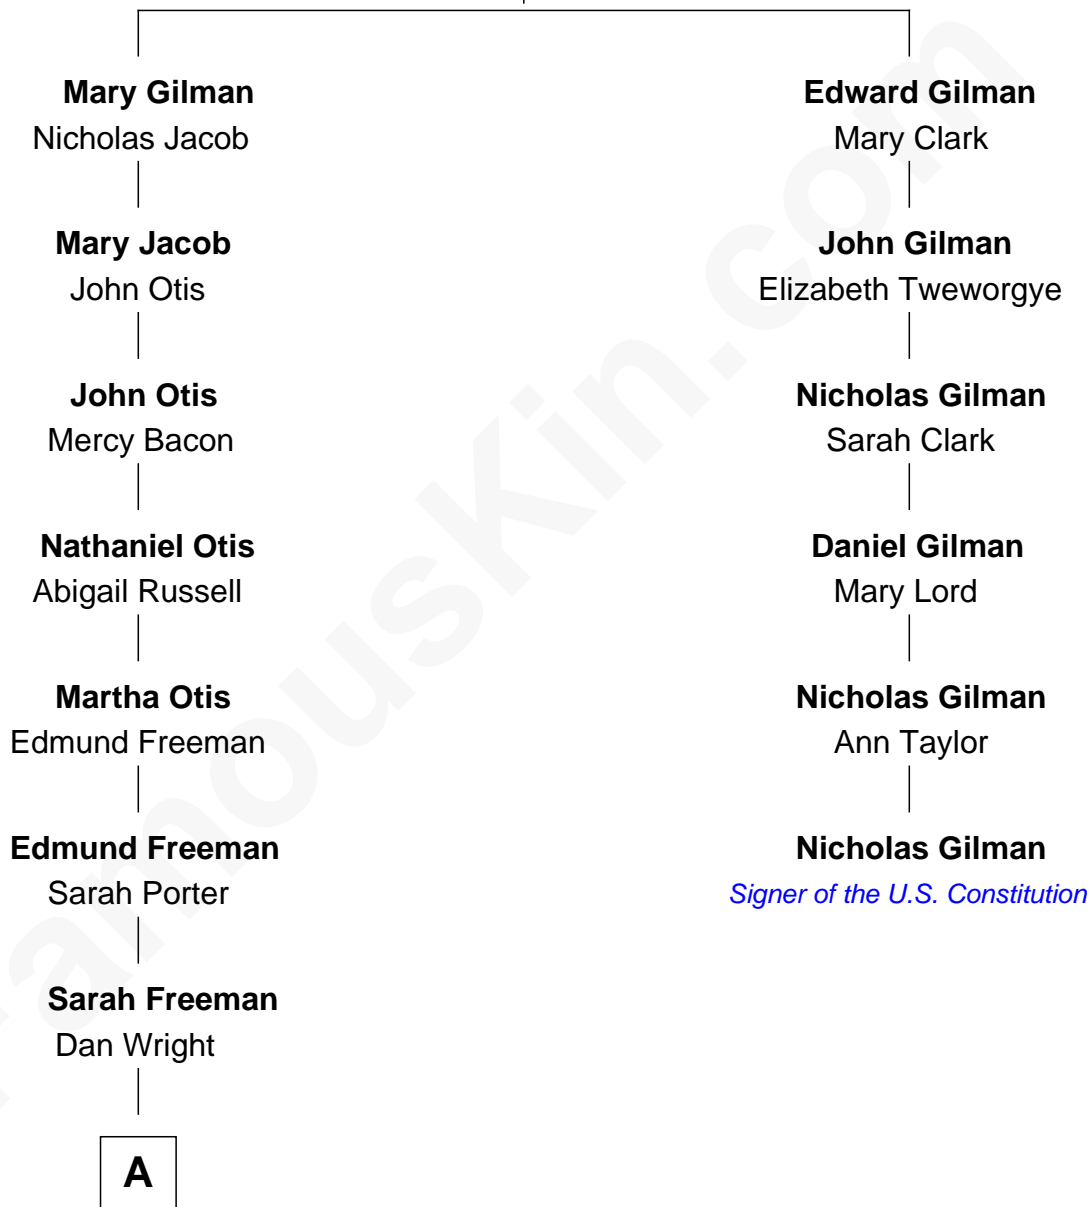 Mary Gilman
Nicholas Jacob
Mary Jacob
John Otis
John Otis
Mercy Bacon
Nathaniel Otis
Abigail Russell
Martha Otis
Edmund Freeman
Edmund Freeman
Sarah Porter
Sarah Freeman
Dan Wright
A
Edward Gilman
Mary Clark
John Gilman
Elizabeth Tweworgye
Nicholas Gilman
Sarah Clark
Daniel Gilman
Mary Lord
Nicholas Gilman
Ann Taylor
Nicholas Gilman
Signer of the U.S. Constitution
FamousKin.com